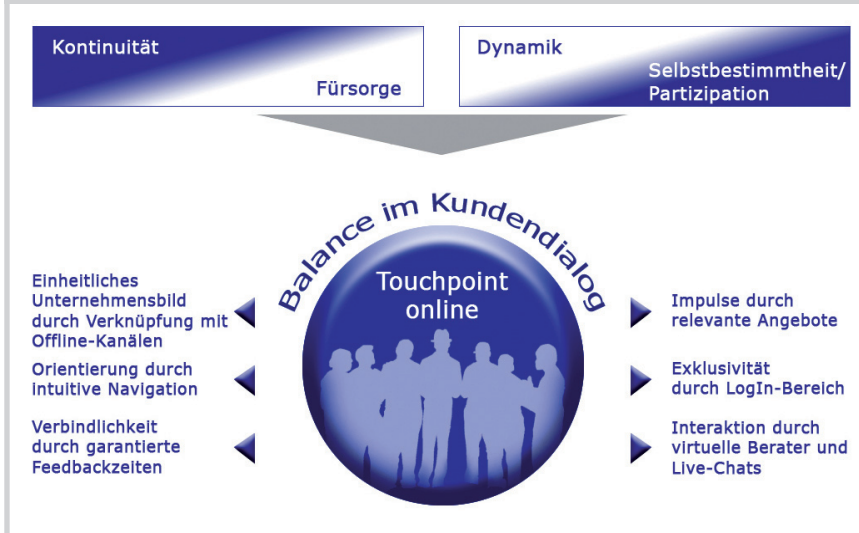 Kontinuität
Fürsorge
Dynamik
Selbstbestimmtheit/
Partizipation
Balance im Kundendialog
Touchpoint
online
Einheitliches
Unternehmensbild
durch Verknüpfung mit
Offline-Kanälen
Orientierung durch
intuitive Navigation
Verbindlichkeit
durch garantierte
Feedbackzeiten
Impulse durch
relevante Angebote
Exklusivität
durch LogIn-Bereich
Interaktion durch
virtuelle Berater und
Live-Chats